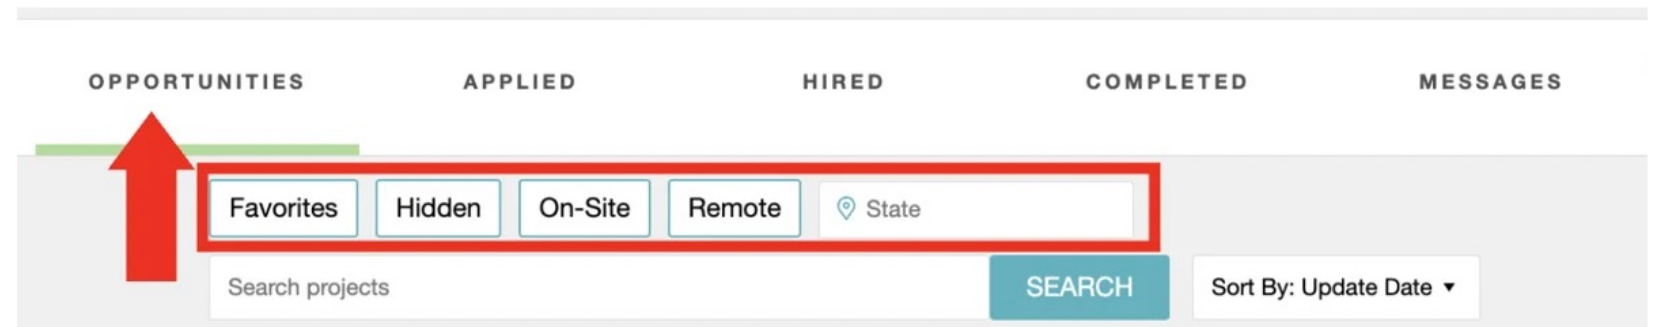 OPPORTUNITIES APPLIED HIRED COMPLETED MESSAGES
Favorites Hidden On-Site Remote State
Search projects SEARCH Sort By: Update Date